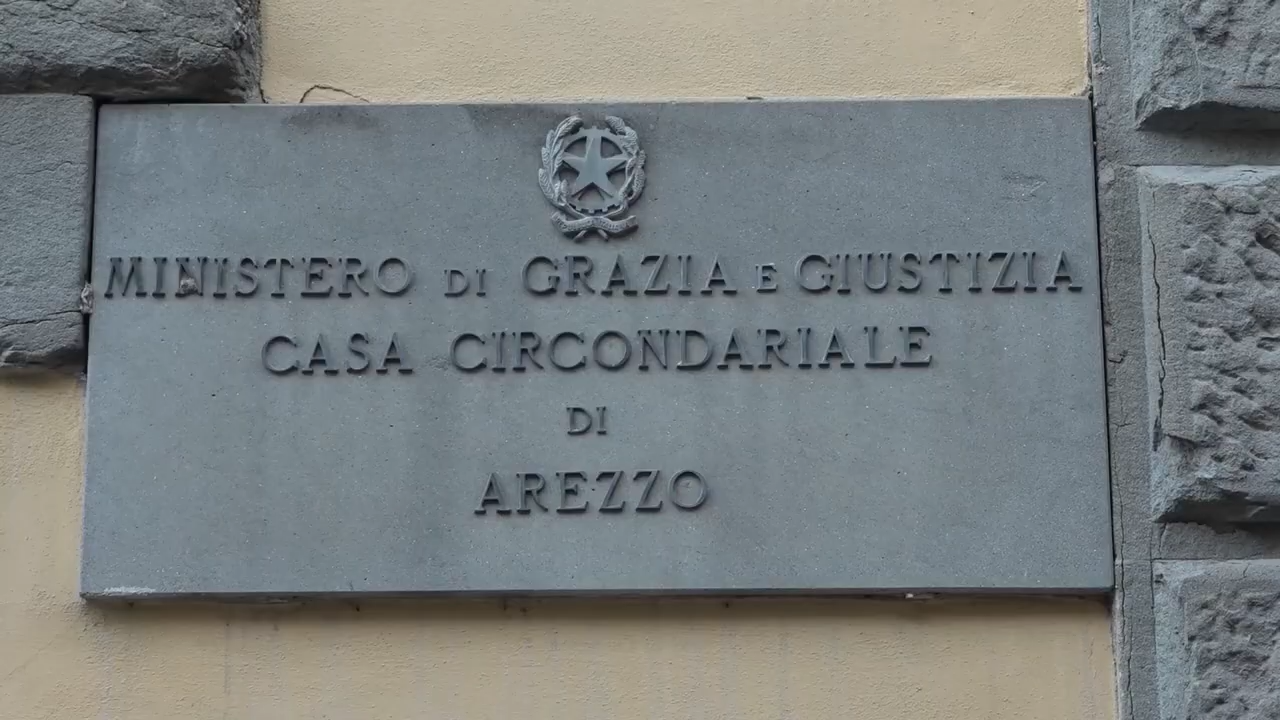 MINISTERO DI GRAZIA E GIUSTIZIA
CASA CIRCONDARIALE
DI
AREZZO